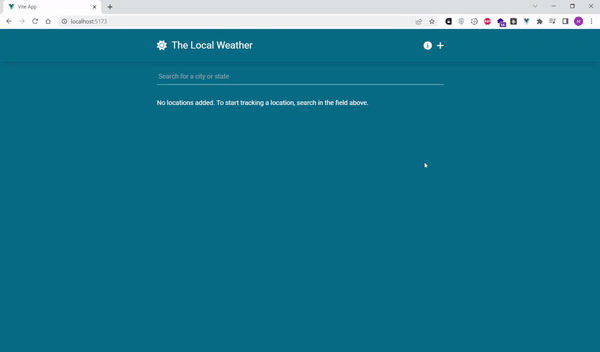 Vite App
localhost:5173
The Local Weather
Search for a city or state
No locations added. To start tracking a location, search in the field above.